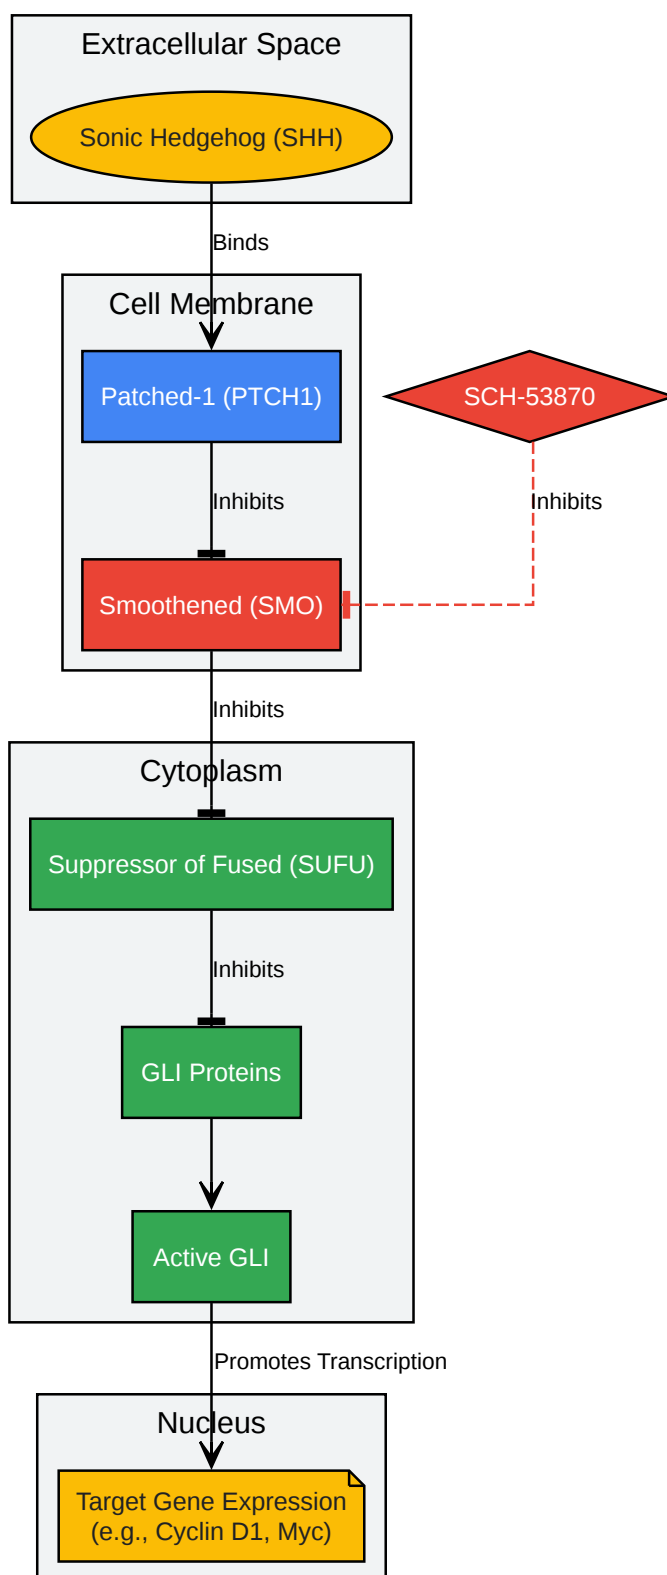 Extracellular Space
Sonic Hedgehog (SHH)
Binds
Cell Membrane
Patched-1 (PTCH1)
SCH-53870
Inhibits
Inhibits
Smoothened (SMO)
Inhibits
Cytoplasm
Suppressor of Fused (SUFU)
Inhibits
GLI Proteins
Active GLI
Promotes Transcription
Nucleus
Target Gene Expression
(e.g., Cyclin D1, Myc)